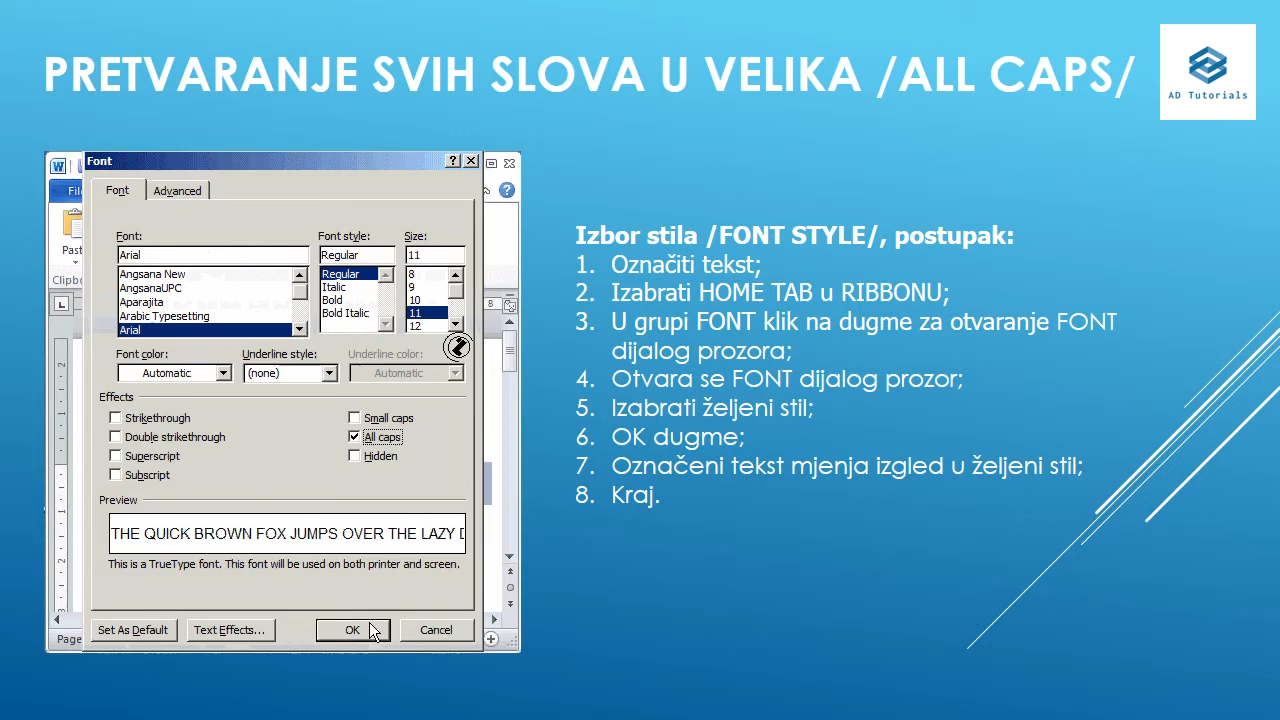 PRETVARANJE SVIH SLOVA U VELIKA /ALL CAPS/
AD Tutorials
Font
Font Advanced
Font: Font style: Size:
Arial Regular 11
Angsana New Regular 8
AngsanaUPC Italic 9
Aparajita Bold 10
Arabic Typesetting Bold Italic 11
Arial 12
Font color: Underline style: Underline color:
Automatic (none) Automatic
Effects
Strikethrough Small caps
Double strikethrough All caps
Superscript Hidden
Subscript
Preview
THE QUICK BROWN FOX JUMPS OVER THE LAZY
This is a TrueType font. This font will be used on both printer and screen.
Set As Default Text Effects... OK Cancel
Izbor stila /FONT STYLE/, postupak:
1. Označiti tekst;
2. Izabrati HOME TAB u RIBBONU;
3. U grupi FONT klik na dugme za otvaranje FONT
dijalog prozora;
4. Otvara se FONT dijalog prozor;
5. Izabrati željeni stil;
6. OK dugme;
7. Označeni tekst mjenja izgled u željeni stil;
8. Kraj.